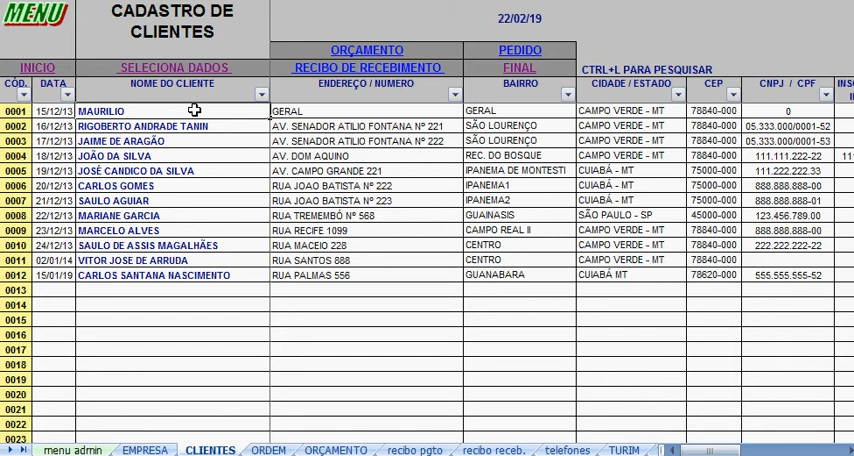 MENU
CADASTRO DE
CLIENTES
22/02/19
ORÇAMENTO PEDIDO
INICIO SELECIONA DADOS RECIBO DE RECEBIMENTO FINAL CTRL+L PARA PESQUISAR
CÓD. DATA NOME DO CLIENTE ENDEREÇO / NUMERO BAIRRO CIDADE / ESTADO CEP CNPJ / CPF
0001 15/12/13 MAURILIO GERAL GERAL CAMPO VERDE - MT 78840-000 0
0002 16/12/13 RIGOBERTO ANDRADE TANIN AV. SENADOR ATILIO FONTANA Nº 221 SÃO LOURENÇO CAMPO VERDE - MT 78840-000 05.333.000/0001-52
0003 17/12/13 JAIME DE ARAGÃO AV. SENADOR ATILIO FONTANA Nº 222 SÃO LOURENÇO CAMPO VERDE - MT 78840-000 05.333.000/0001-53
0004 18/12/13 JOÃO DA SILVA AV. DOM AQUINO REC. DO BOSQUE CAMPO VERDE - MT 78840-000 111.111.222-22
0005 19/12/13 JOSÉ CANDICO DA SILVA AV. CAMPO GRANDE 221 IPANEMA DE MONTESTI CUIABÁ - MT 75000-000 111.222.222.33
0006 20/12/13 CARLOS GOMES RUA JOAO BATISTA Nº 222 IPANEMA1 CUIABÁ - MT 75000-000 888.888.888-00
0007 21/12/13 SAULO AGUIAR RUA JOAO BATISTA Nº 223 IPANEMA2 CUIABÁ - MT 75000-000 888.888.888-01
0008 22/12/13 MARIANE GARCIA RUA TREMEMBÓ Nº 568 GUAINASIS SÃO PAULO - SP 45000-000 123.456.789.00
0009 23/12/13 MARCELO ALVES RUA RECIFE 1099 CAMPO REAL II CAMPO VERDE - MT 78840-000 888.888.888-00
0010 24/12/13 SAULO DE ASSIS MAGALHÃES RUA MACEIO 228 CENTRO CAMPO VERDE - MT 78840-000 222.222.222-22
0011 02/01/14 VITOR JOSE DE ARRUDA RUA SANTOS 888 CENTRO CAMPO VERDE - MT 78840-000
0012 15/01/19 CARLOS SANTANA NASCIMENTO RUA PALMAS 556 GUANABARA CUIABÁ MT 78620-000 555.555.555-52
0013
0014
0015
0016
0017
0018
0019
0020
0021
0022
0023
menu admin EMPRESA CLIENTES ORDEM ORÇAMENTO recibo pgto recibo receb. telefones TURIM